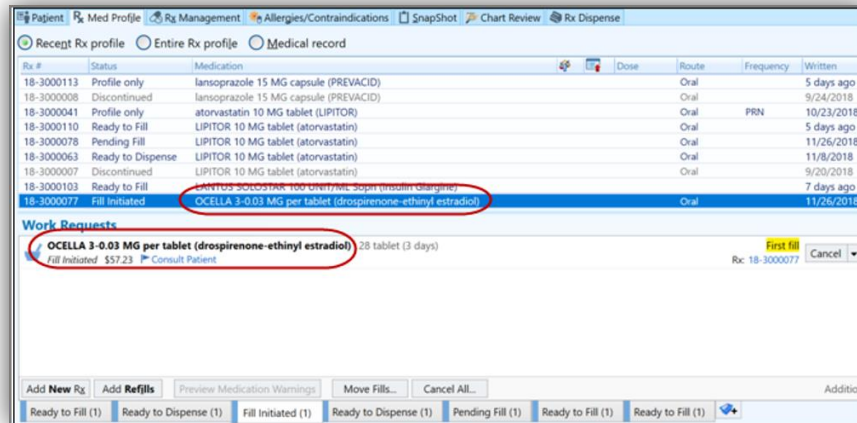 Patient Rx Med Profile Rx Management Allergies/Contraindications SnapShot Chart Review Rx Dispense
Recent Rx profile Entire Rx profile Medical record
Rx # Status Medication Dose Route Frequency Written
18-3000113 Profile only lansoprazole 15 MG capsule (PREVACID) Oral 5 days ago
18-3000008 Discontinued lansoprazole 15 MG capsule (PREVACID) Oral 9/24/2018
18-3000041 Profile only atorvastatin 10 MG tablet (LIPITOR) Oral PRN 10/23/2018
18-3000110 Ready to Fill LIPITOR 10 MG tablet (atorvastatin) Oral 5 days ago
18-3000078 Pending Fill LIPITOR 10 MG tablet (atorvastatin) Oral 11/26/2018
18-3000063 Ready to Dispense LIPITOR 10 MG tablet (atorvastatin) Oral 11/8/2018
18-3000007 Discontinued LIPITOR 10 MG tablet (atorvastatin) Oral 9/20/2018
18-3000103 Ready to Fill LANTUS SOLOSTAR 100 UNIT/ML Sopn (Insulin Glargine) 7 days ago
18-3000077 Fill Initiated OCELLA 3-0.03 MG per tablet (drospirenone-ethinyl estradiol) Oral 11/26/2018
Work Requests
OCELLA 3-0.03 MG per tablet (drospirenone-ethinyl estradiol) 28 tablet (3 days) First fill
Fill Initiated $57.23 Consult Patient Rx: 18-3000077 Cancel
Add New Rx Add Refills Preview Medication Warnings Move Fills... Cancel All... Additio
Ready to Fill (1) Ready to Dispense (1) Fill Initiated (1) Ready to Dispense (1) Pending Fill (1) Ready to Fill (1) Ready to Fill (1)